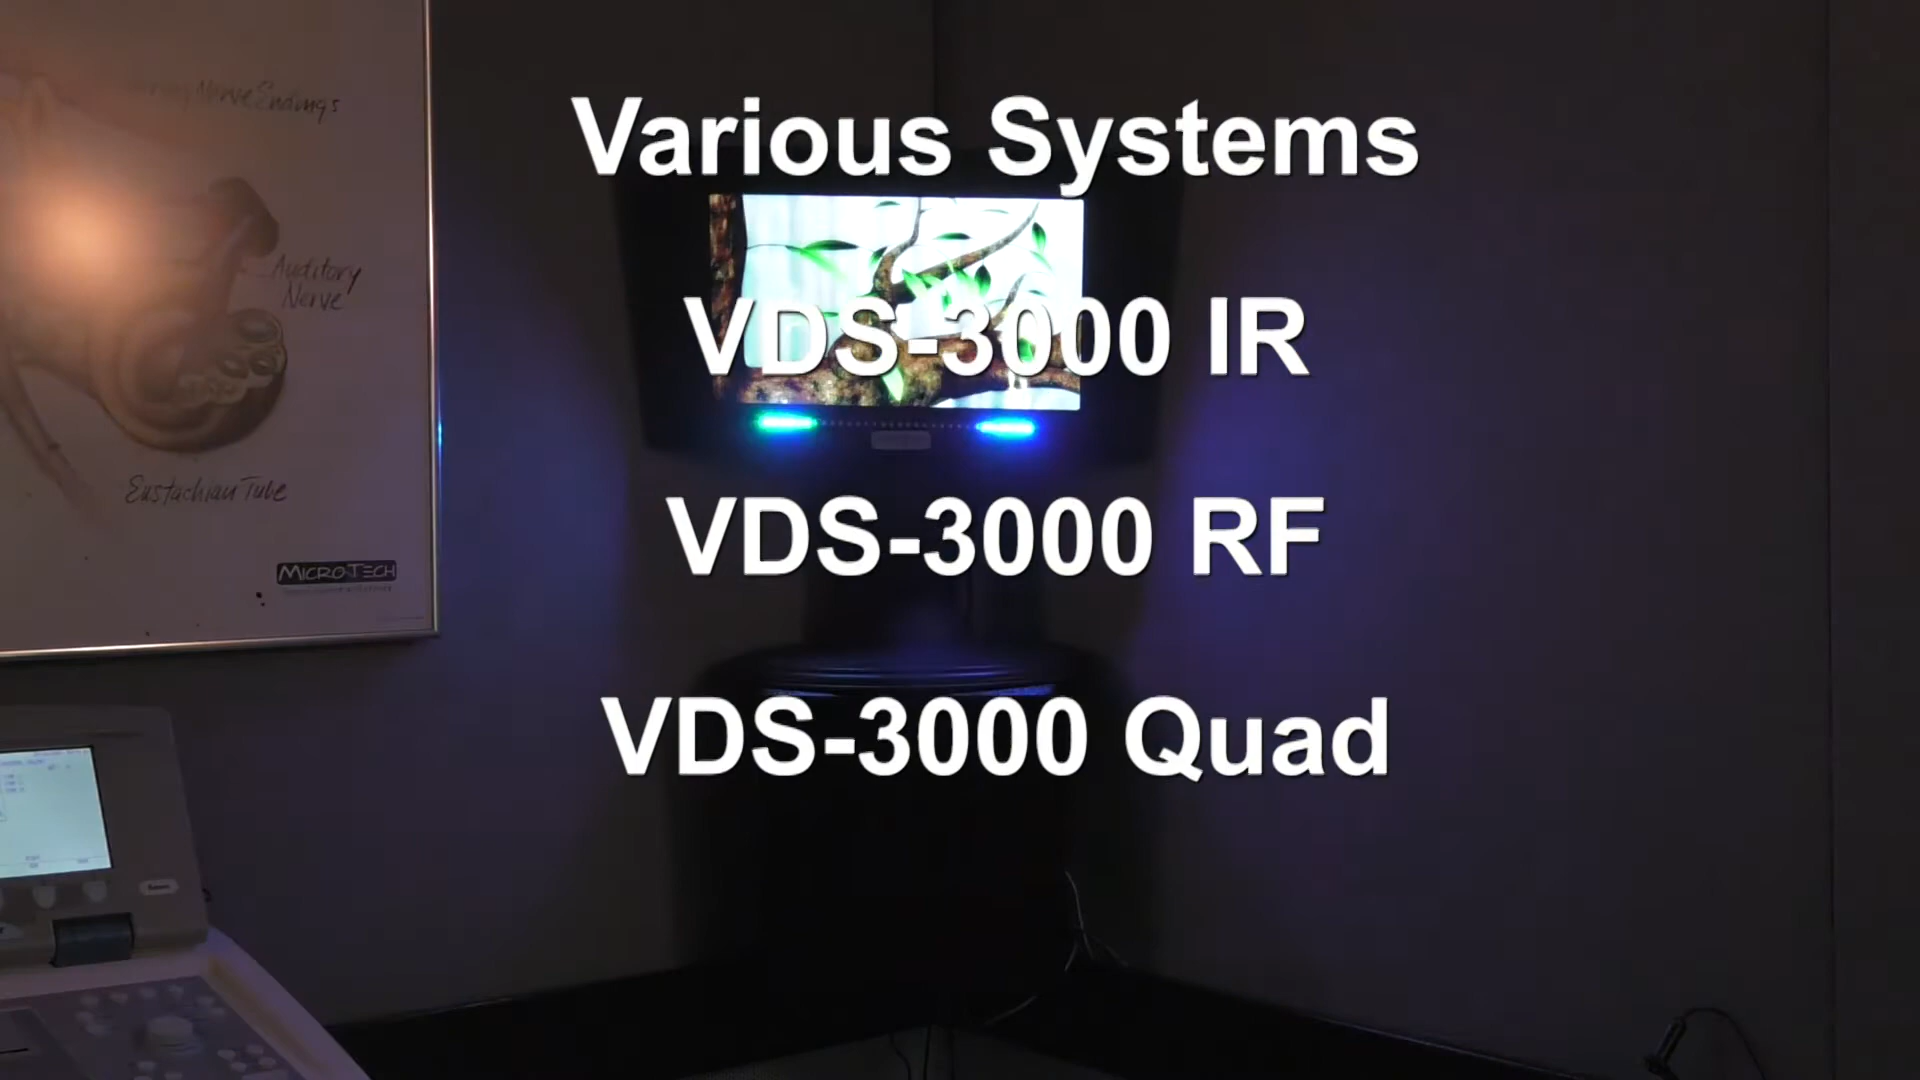 Various Systems
VDS-3000 IR
VDS-3000 RF
VDS-3000 Quad
Nerve Endings
Auditory
Nerve
Eustachian Tube
MICRO-TECH